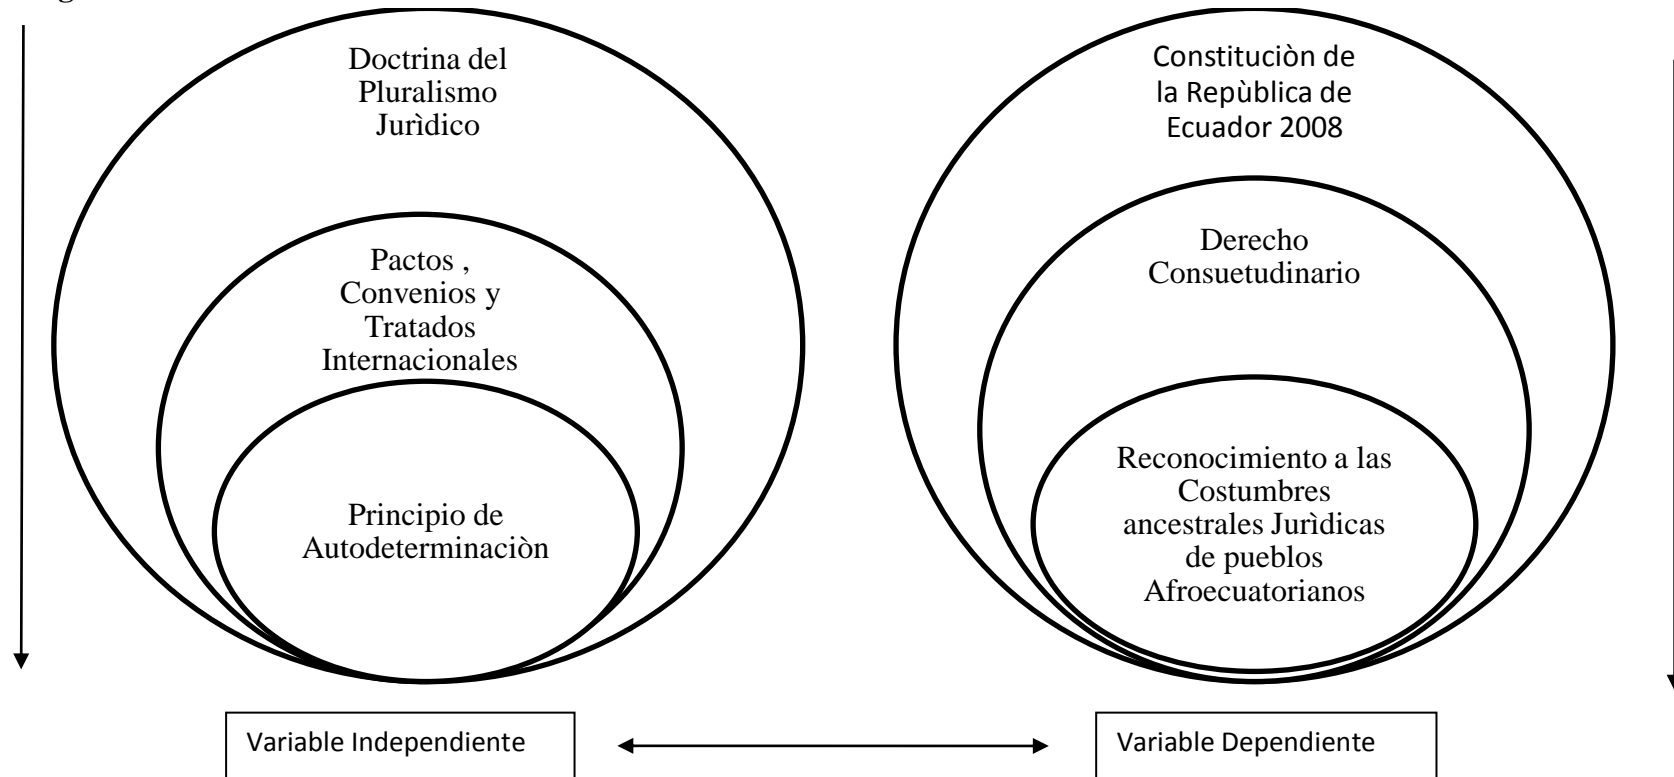 Doctrina del
Pluralismo
Jurìdico
Pactos ,
Convenios y
Tratados
Internacionales
Principio de
Autodeterminaciòn
Constituciòn de
la Repùblica de
Ecuador 2008
Derecho
Consuetudinario
Reconocimiento a las
Costumbres
ancestrales Jurìdicas
de pueblos
Afroecuatorianos
Variable Independiente
Variable Dependiente